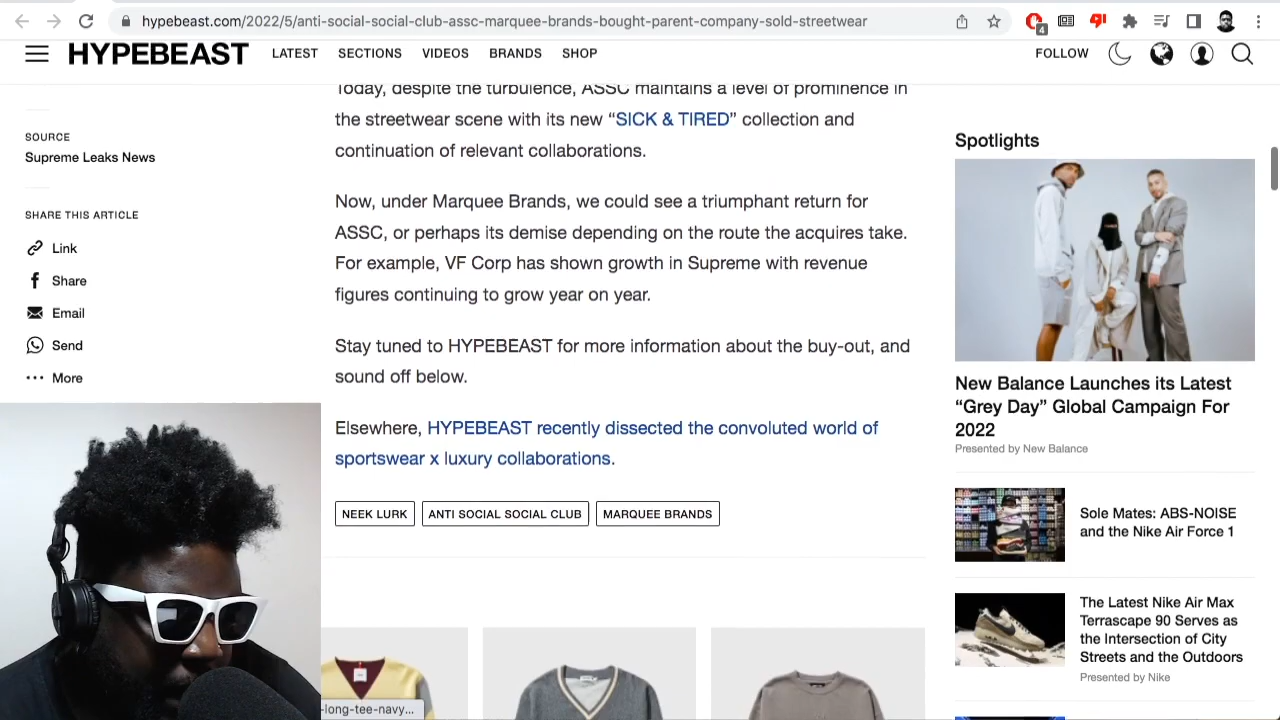 hypebeast.com/2022/5/anti-social-social-club-assc-marquee-brands-bought-parent-company-sold-streetwear
4
HYPEBEAST
LATEST
SECTIONS
VIDEOS
BRANDS
SHOP
FOLLOW
SOURCE
Supreme Leaks News
SHARE THIS ARTICLE
Link
Share
Email
Send
More
Today, despite the turbulence, ASSC maintains a level of prominence in
the streetwear scene with its new “SICK & TIRED” collection and
continuation of relevant collaborations.
Now, under Marquee Brands, we could see a triumphant return for
ASSC, or perhaps its demise depending on the route the acquires take.
For example, VF Corp has shown growth in Supreme with revenue
figures continuing to grow year on year.
Stay tuned to HYPEBEAST for more information about the buy-out, and
sound off below.
Elsewhere, HYPEBEAST recently dissected the convoluted world of
sportswear x luxury collaborations.
NEEK LURK
ANTI SOCIAL SOCIAL CLUB
MARQUEE BRANDS
-long-tee-navy...
Spotlights
New Balance Launches its Latest
“Grey Day” Global Campaign For
2022
Presented by New Balance
Sole Mates: ABS-NOISE
and the Nike Air Force 1
The Latest Nike Air Max
Terrascape 90 Serves as
the Intersection of City
Streets and the Outdoors
Presented by Nike